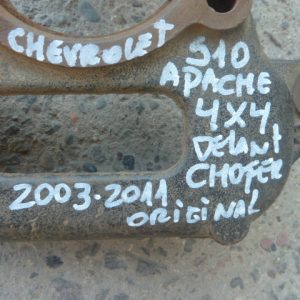 CHEVROLET S10
APACHE
4X4
DELANT
CHOFER
2003-2011
ORIGINAL